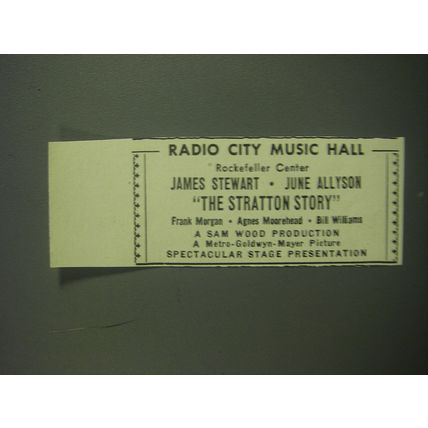 RADIO CITY MUSIC HALL
Rockefeller Center
JAMES STEWART • JUNE ALLYSON
"THE STRATTON STORY"
Frank Morgan • Agnes Moorehead • Bill Williams
A SAM WOOD PRODUCTION
A Metro-Goldwyn-Mayer Picture
SPECTACULAR STAGE PRESENTATION